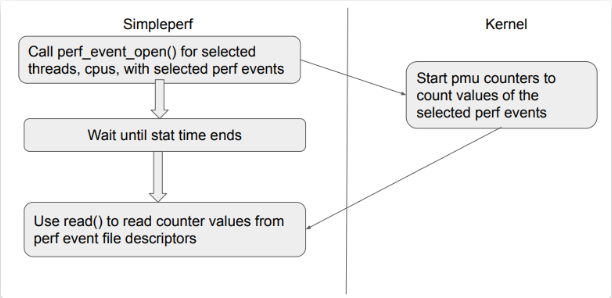 Simpleperf
Kernel
Call perf_event_open() for selected
threads, cpus, with selected perf events
Start pmu counters to
count values of the
selected perf events
Wait until stat time ends
Use read() to read counter values from
perf event file descriptors